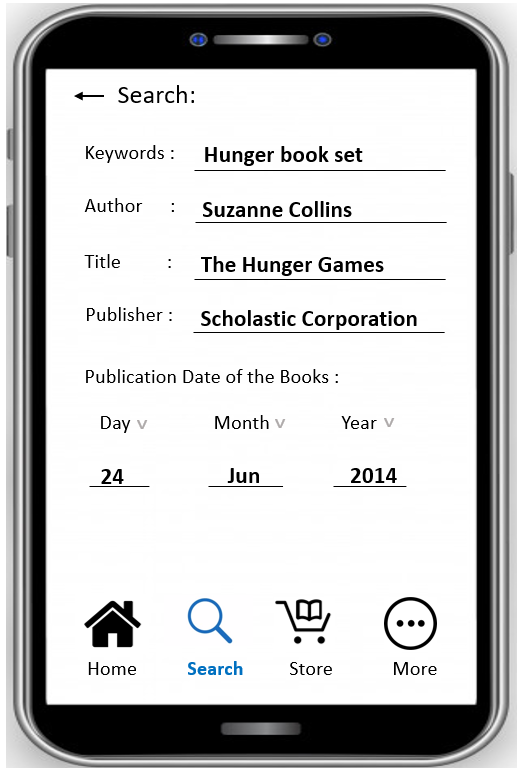 Search:
Keywords : Hunger book set
Author : Suzanne Collins
Title : The Hunger Games
Publisher : Scholastic Corporation
Publication Date of the Books :
Day Month Year
24 Jun 2014
Home Search Store More